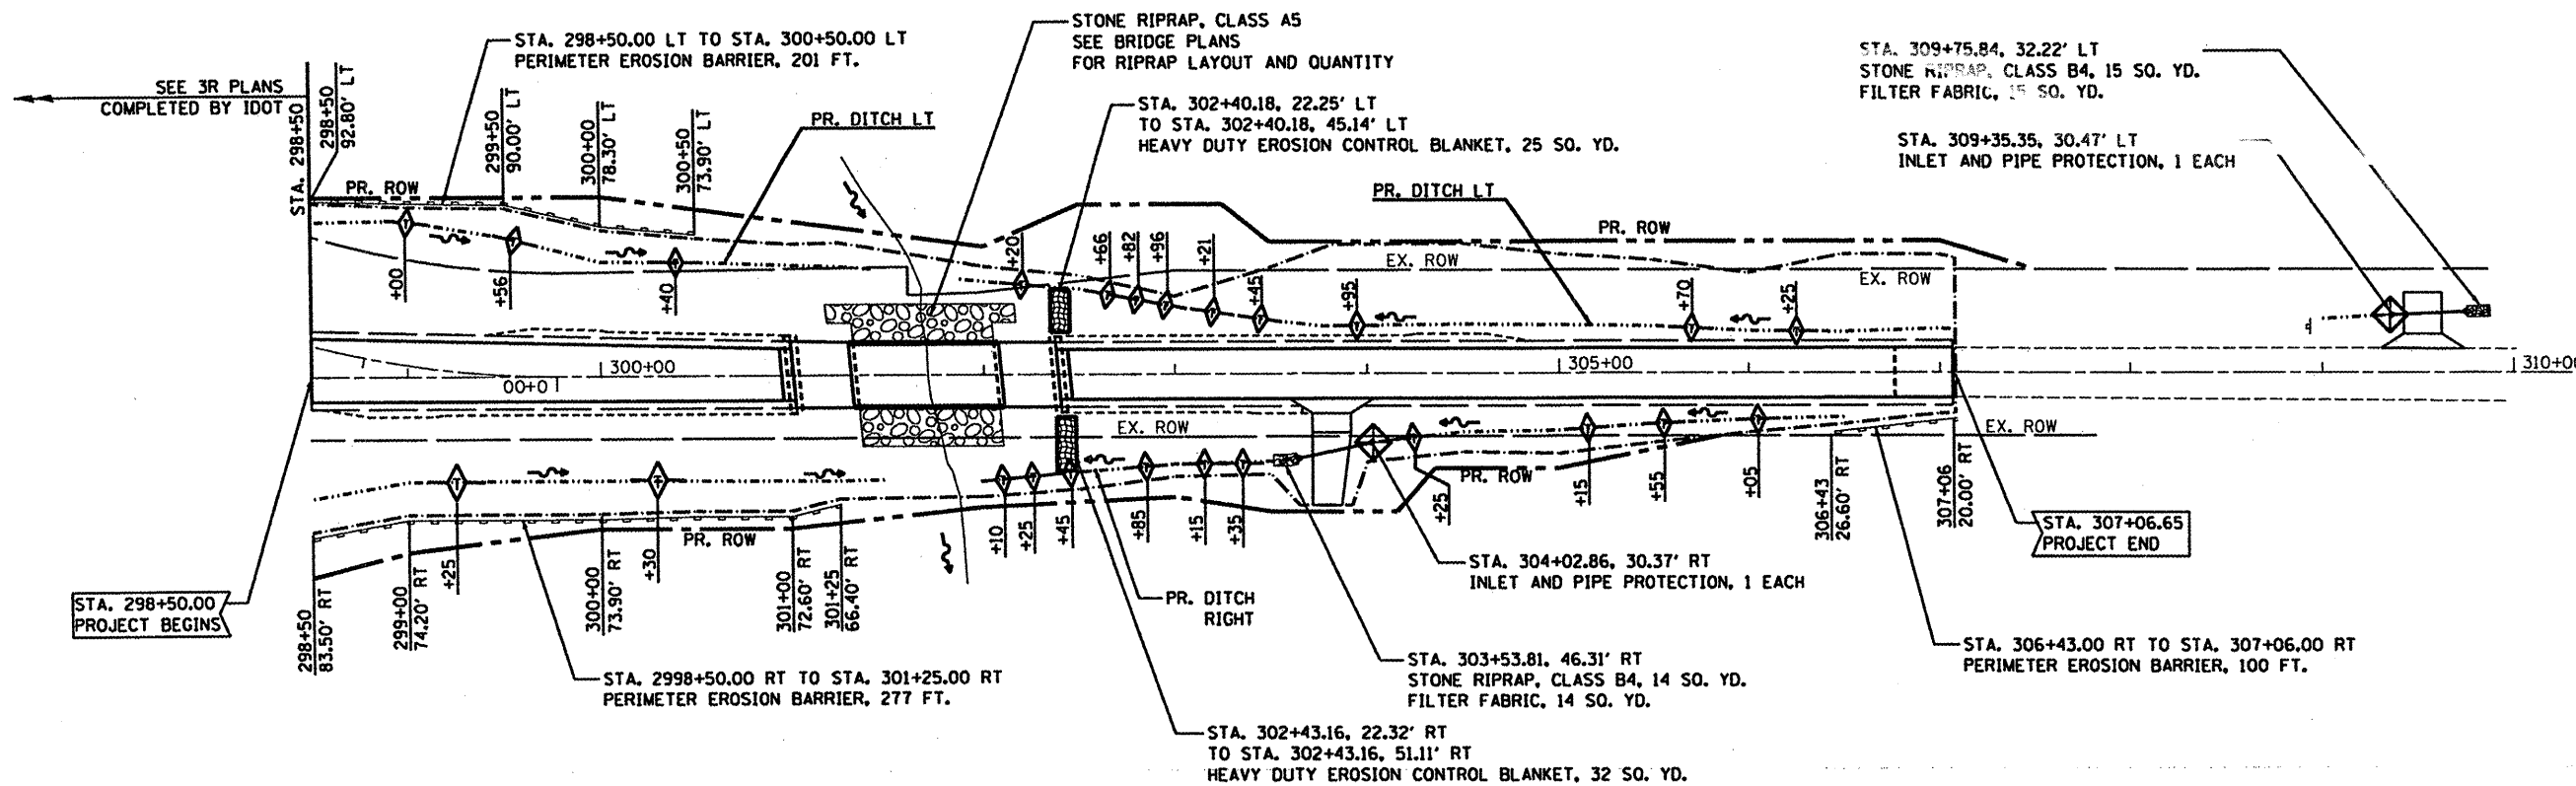 STONE RIPRAP, CLASS A5
SEE BRIDGE PLANS
FOR RIPRAP LAYOUT AND QUANTITY
STA. 298+50.00 LT TO STA. 300+50.00 LT
PERIMETER EROSION BARRIER, 201 FT.
STA. 309+75.84, 32.22' LT
STONE RIPRAP, CLASS B4, 15 SQ. YD.
FILTER FABRIC, 15 SQ. YD.
SEE 3R PLANS
COMPLETED BY IDOT
STA. 298+50
298+50
92.80' LT
299+50
90.00' LT
300+00
78.30' LT
300+50
73.90' LT
PR. DITCH LT
STA. 302+40.18, 22.25' LT
TO STA. 302+40.18, 45.14' LT
HEAVY DUTY EROSION CONTROL BLANKET, 25 SQ. YD.
STA. 309+35.35, 30.47' LT
INLET AND PIPE PROTECTION, 1 EACH
PR. ROW
PR. DITCH LT
PR. ROW
EX. ROW
EX. ROW
T
T
T
T
T
T
T
T
T
T
T
T
+00
+56
+40
+20
+66
+82
+96
+21
+45
+95
+70
+25
300+00
00+0
305+00
310+00
EX. ROW
EX. ROW
T
T
T
T
T
T
T
T
T
T
T
T
+25
+30
+10
+25
+45
+85
+15
+35
+25
+15
+55
+05
PR. ROW
PR. ROW
298+50
83.50' RT
299+00
74.20' RT
300+00
73.90' RT
301+00
72.60' RT
301+25
66.40' RT
306+43
26.60' RT
307+06
20.00' RT
STA. 307+06.65
PROJECT END
STA. 298+50.00
PROJECT BEGINS
STA. 304+02.86, 30.37' RT
INLET AND PIPE PROTECTION, 1 EACH
PR. DITCH
RIGHT
STA. 306+43.00 RT TO STA. 307+06.00 RT
PERIMETER EROSION BARRIER, 100 FT.
STA. 303+53.81, 46.31' RT
STONE RIPRAP, CLASS B4, 14 SQ. YD.
FILTER FABRIC, 14 SQ. YD.
STA. 2998+50.00 RT TO STA. 301+25.00 RT
PERIMETER EROSION BARRIER, 277 FT.
STA. 302+43.16, 22.32' RT
TO STA. 302+43.16, 51.11' RT
HEAVY DUTY EROSION CONTROL BLANKET, 32 SQ. YD.